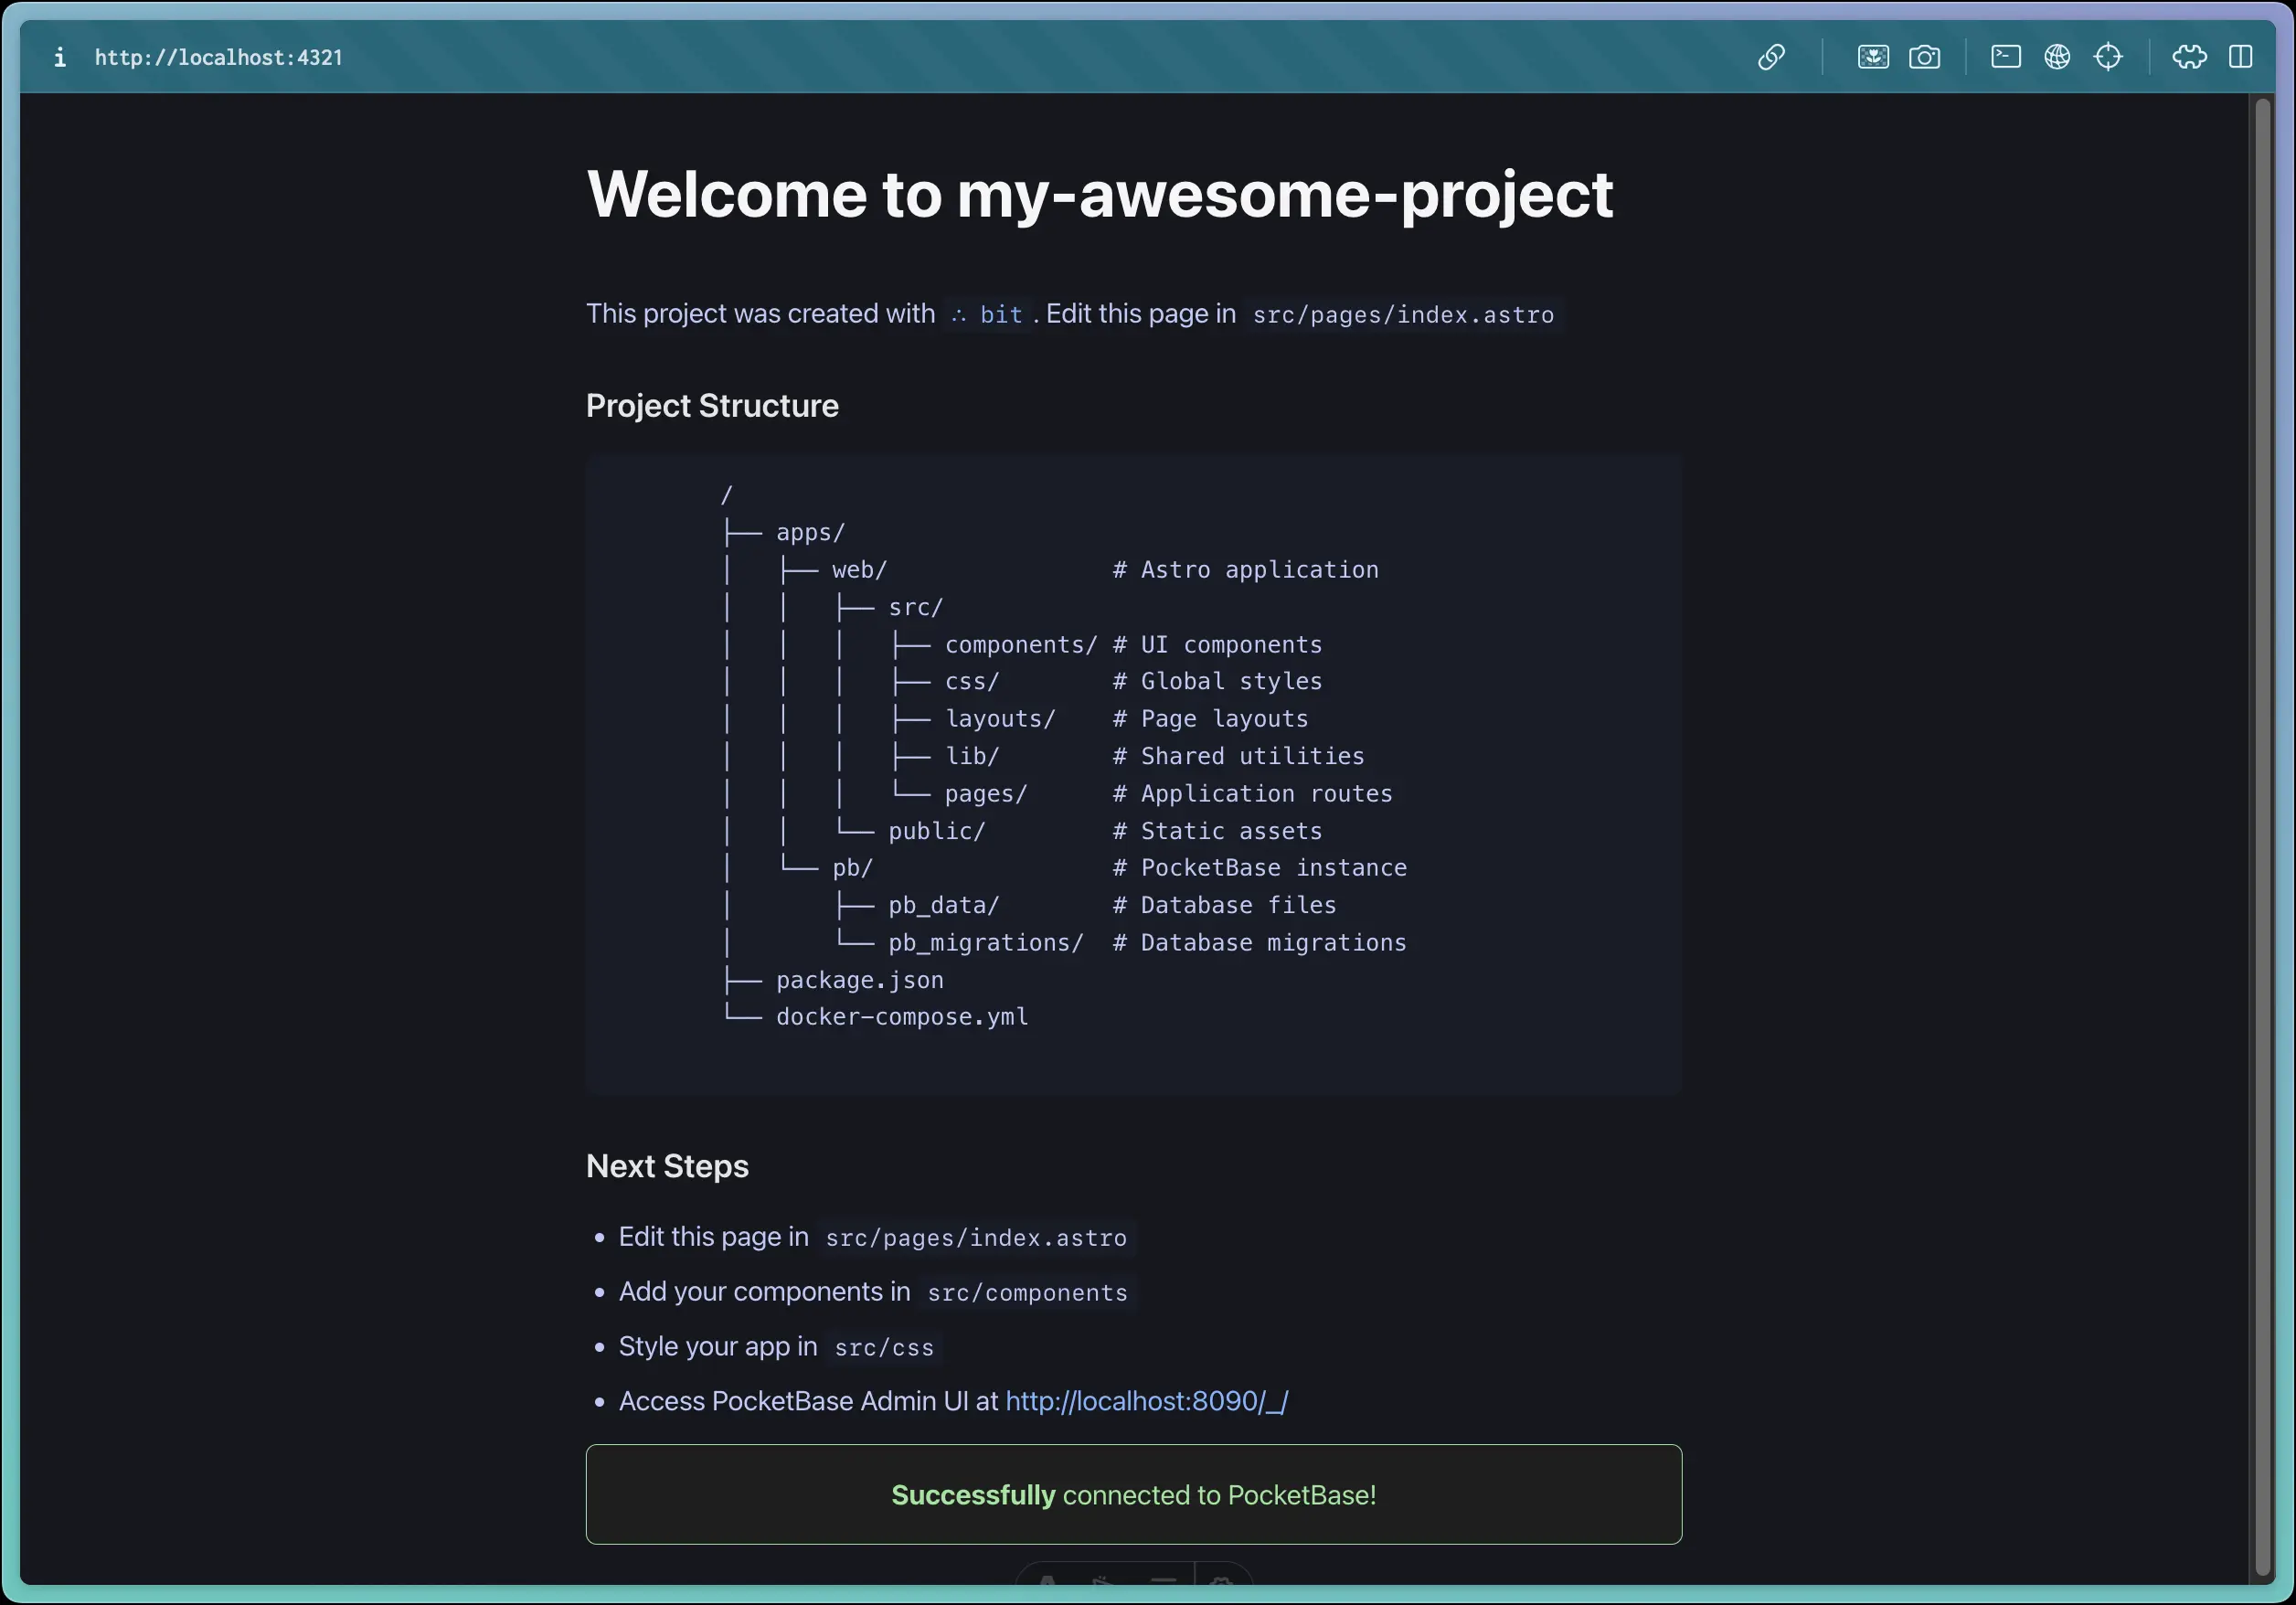 i http://localhost:4321
Welcome to my-awesome-project
This project was created with ∴ bit . Edit this page in src/pages/index.astro
Project Structure
/
├── apps/
│   ├── web/                # Astro application
│   │   ├── src/
│   │   │   ├── components/ # UI components
│   │   │   ├── css/        # Global styles
│   │   │   ├── layouts/    # Page layouts
│   │   │   ├── lib/        # Shared utilities
│   │   │   └── pages/      # Application routes
│   │   └── public/         # Static assets
│   └── pb/                 # PocketBase instance
│       ├── pb_data/        # Database files
│       └── pb_migrations/  # Database migrations
├── package.json
└── docker-compose.yml
Next Steps
• Edit this page in src/pages/index.astro
• Add your components in src/components
• Style your app in src/css
• Access PocketBase Admin UI at http://localhost:8090/_/
Successfully connected to PocketBase!